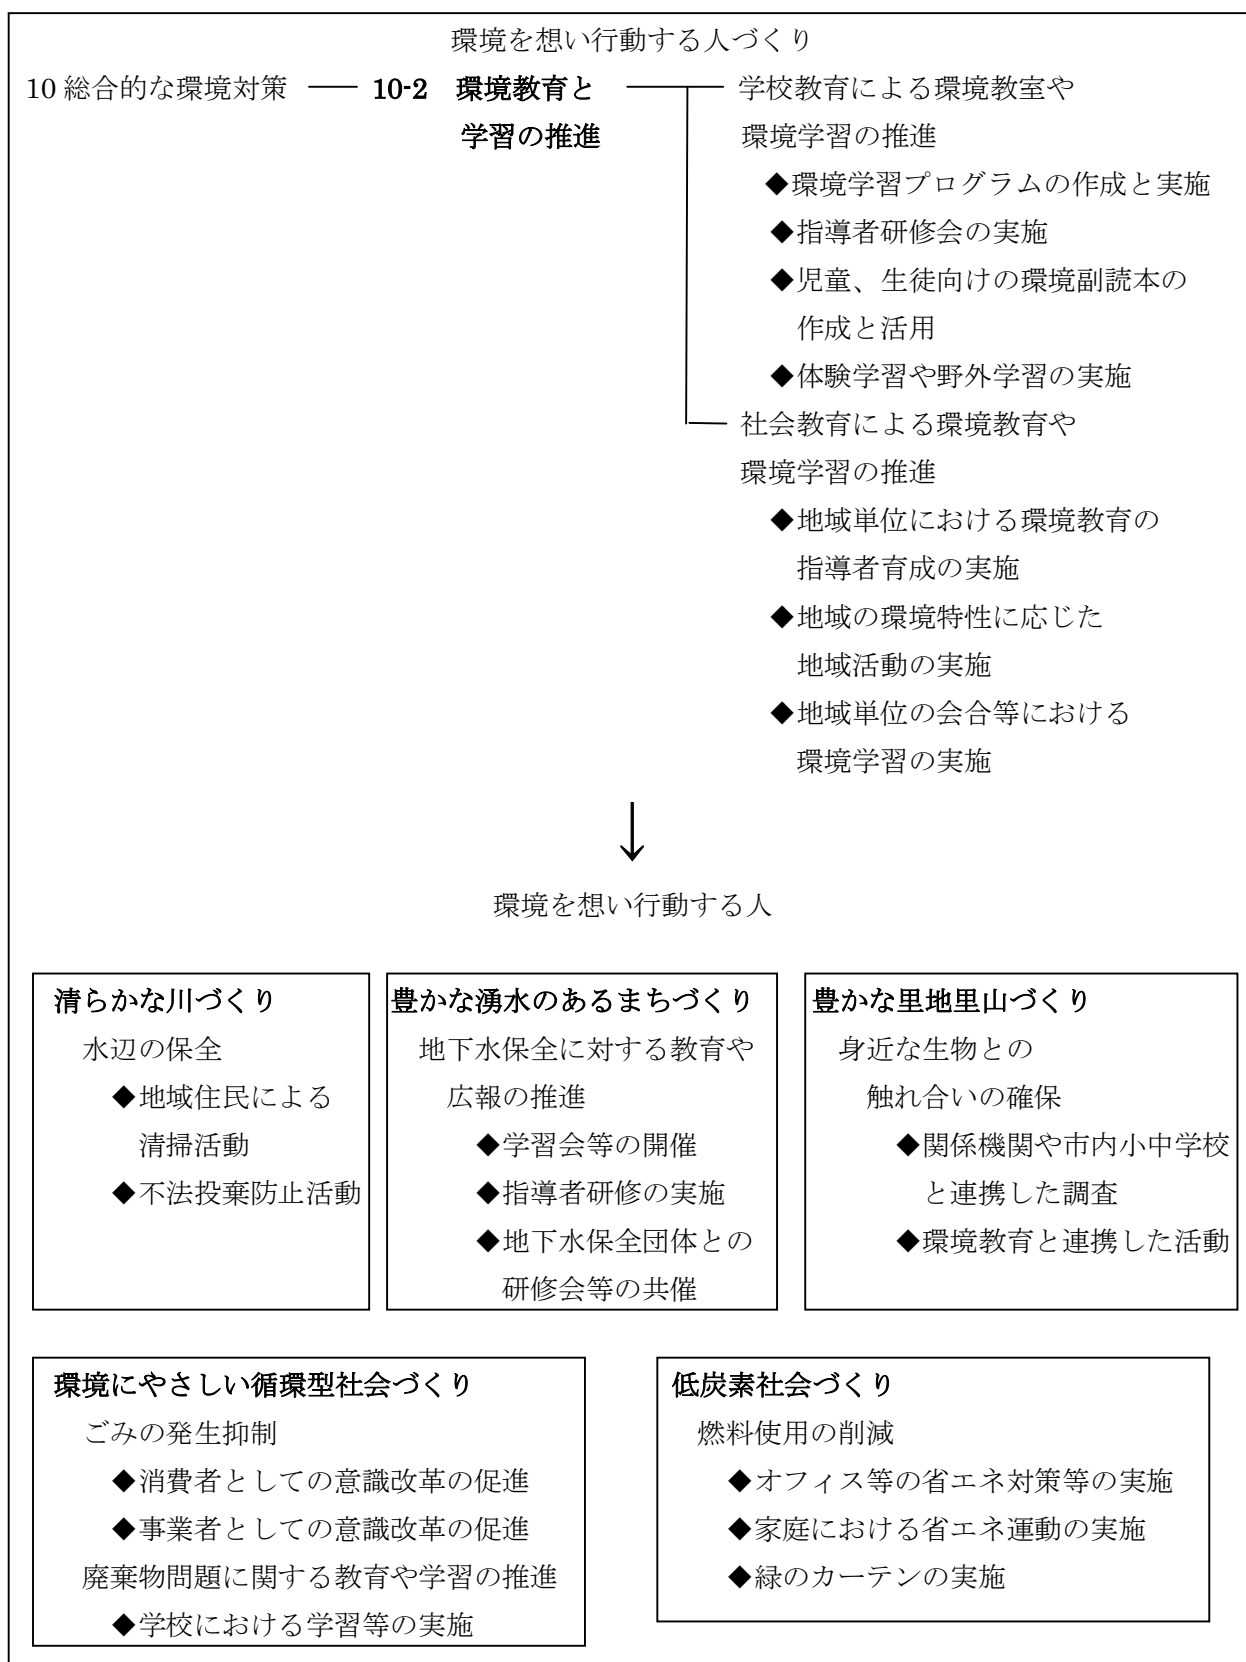 環境を想い行動する人づくり
10 総合的な環境対策 10-2 環境教育と 学校教育による環境教室や
学習の推進 環境学習の推進
◆環境学習プログラムの作成と実施
◆指導者研修会の実施
◆児童、生徒向けの環境副読本の
作成と活用
◆体験学習や野外学習の実施
社会教育による環境教育や
環境学習の推進
◆地域単位における環境教育の
指導者育成の実施
◆地域の環境特性に応じた
地域活動の実施
◆地域単位の会合等における
環境学習の実施
↓
環境を想い行動する人
清らかな川づくり
水辺の保全
◆地域住民による
清掃活動
◆不法投棄防止活動
豊かな湧水のあるまちづくり
地下水保全に対する教育や
広報の推進
◆学習会等の開催
◆指導者研修の実施
◆地下水保全団体との
研修会等の共催
豊かな里地里山づくり
身近な生物との
触れ合いの確保
◆関係機関や市内小中学校
と連携した調査
◆環境教育と連携した活動
環境にやさしい循環型社会づくり
ごみの発生抑制
◆消費者としての意識改革の促進
◆事業者としての意識改革の促進
廃棄物問題に関する教育や学習の推進
◆学校における学習等の実施
低炭素社会づくり
燃料使用の削減
◆オフィス等の省エネ対策等の実施
◆家庭における省エネ運動の実施
◆緑のカーテンの実施